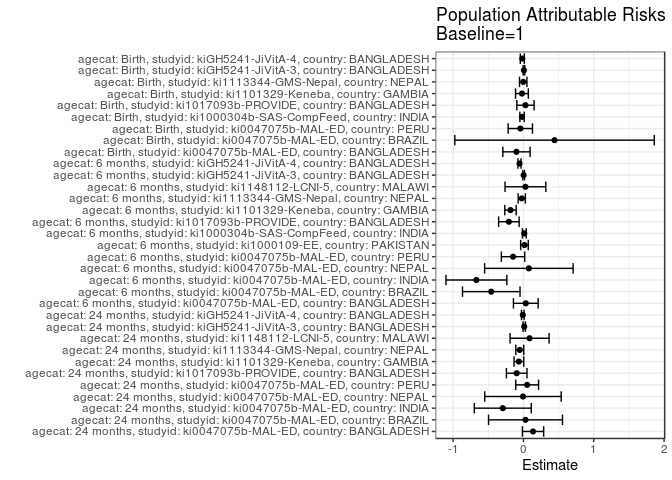 Population Attributable Risks
Baseline=1
agecat: Birth, studyid: kiGH5241-JiVitA-4, country: BANGLADESH
agecat: Birth, studyid: kiGH5241-JiVitA-3, country: BANGLADESH
agecat: Birth, studyid: ki1113344-GMS-Nepal, country: NEPAL
agecat: Birth, studyid: ki1101329-Keneba, country: GAMBIA
agecat: Birth, studyid: ki1017093b-PROVIDE, country: BANGLADESH
agecat: Birth, studyid: ki1000304b-SAS-CompFeed, country: INDIA
agecat: Birth, studyid: ki0047075b-MAL-ED, country: PERU
agecat: Birth, studyid: ki0047075b-MAL-ED, country: BRAZIL
agecat: Birth, studyid: ki0047075b-MAL-ED, country: BANGLADESH
agecat: 6 months, studyid: kiGH5241-JiVitA-4, country: BANGLADESH
agecat: 6 months, studyid: kiGH5241-JiVitA-3, country: BANGLADESH
agecat: 6 months, studyid: ki1148112-LCNI-5, country: MALAWI
agecat: 6 months, studyid: ki1113344-GMS-Nepal, country: NEPAL
agecat: 6 months, studyid: ki1101329-Keneba, country: GAMBIA
agecat: 6 months, studyid: ki1017093b-PROVIDE, country: BANGLADESH
agecat: 6 months, studyid: ki1000304b-SAS-CompFeed, country: INDIA
agecat: 6 months, studyid: ki1000109-EE, country: PAKISTAN
agecat: 6 months, studyid: ki0047075b-MAL-ED, country: PERU
agecat: 6 months, studyid: ki0047075b-MAL-ED, country: NEPAL
agecat: 6 months, studyid: ki0047075b-MAL-ED, country: INDIA
agecat: 6 months, studyid: ki0047075b-MAL-ED, country: BRAZIL
agecat: 6 months, studyid: ki0047075b-MAL-ED, country: BANGLADESH
agecat: 24 months, studyid: kiGH5241-JiVitA-4, country: BANGLADESH
agecat: 24 months, studyid: kiGH5241-JiVitA-3, country: BANGLADESH
agecat: 24 months, studyid: ki1148112-LCNI-5, country: MALAWI
agecat: 24 months, studyid: ki1113344-GMS-Nepal, country: NEPAL
agecat: 24 months, studyid: ki1101329-Keneba, country: GAMBIA
agecat: 24 months, studyid: ki1017093b-PROVIDE, country: BANGLADESH
agecat: 24 months, studyid: ki0047075b-MAL-ED, country: PERU
agecat: 24 months, studyid: ki0047075b-MAL-ED, country: NEPAL
agecat: 24 months, studyid: ki0047075b-MAL-ED, country: INDIA
agecat: 24 months, studyid: ki0047075b-MAL-ED, country: BRAZIL
agecat: 24 months, studyid: ki0047075b-MAL-ED, country: BANGLADESH
-1 0 1 2
Estimate